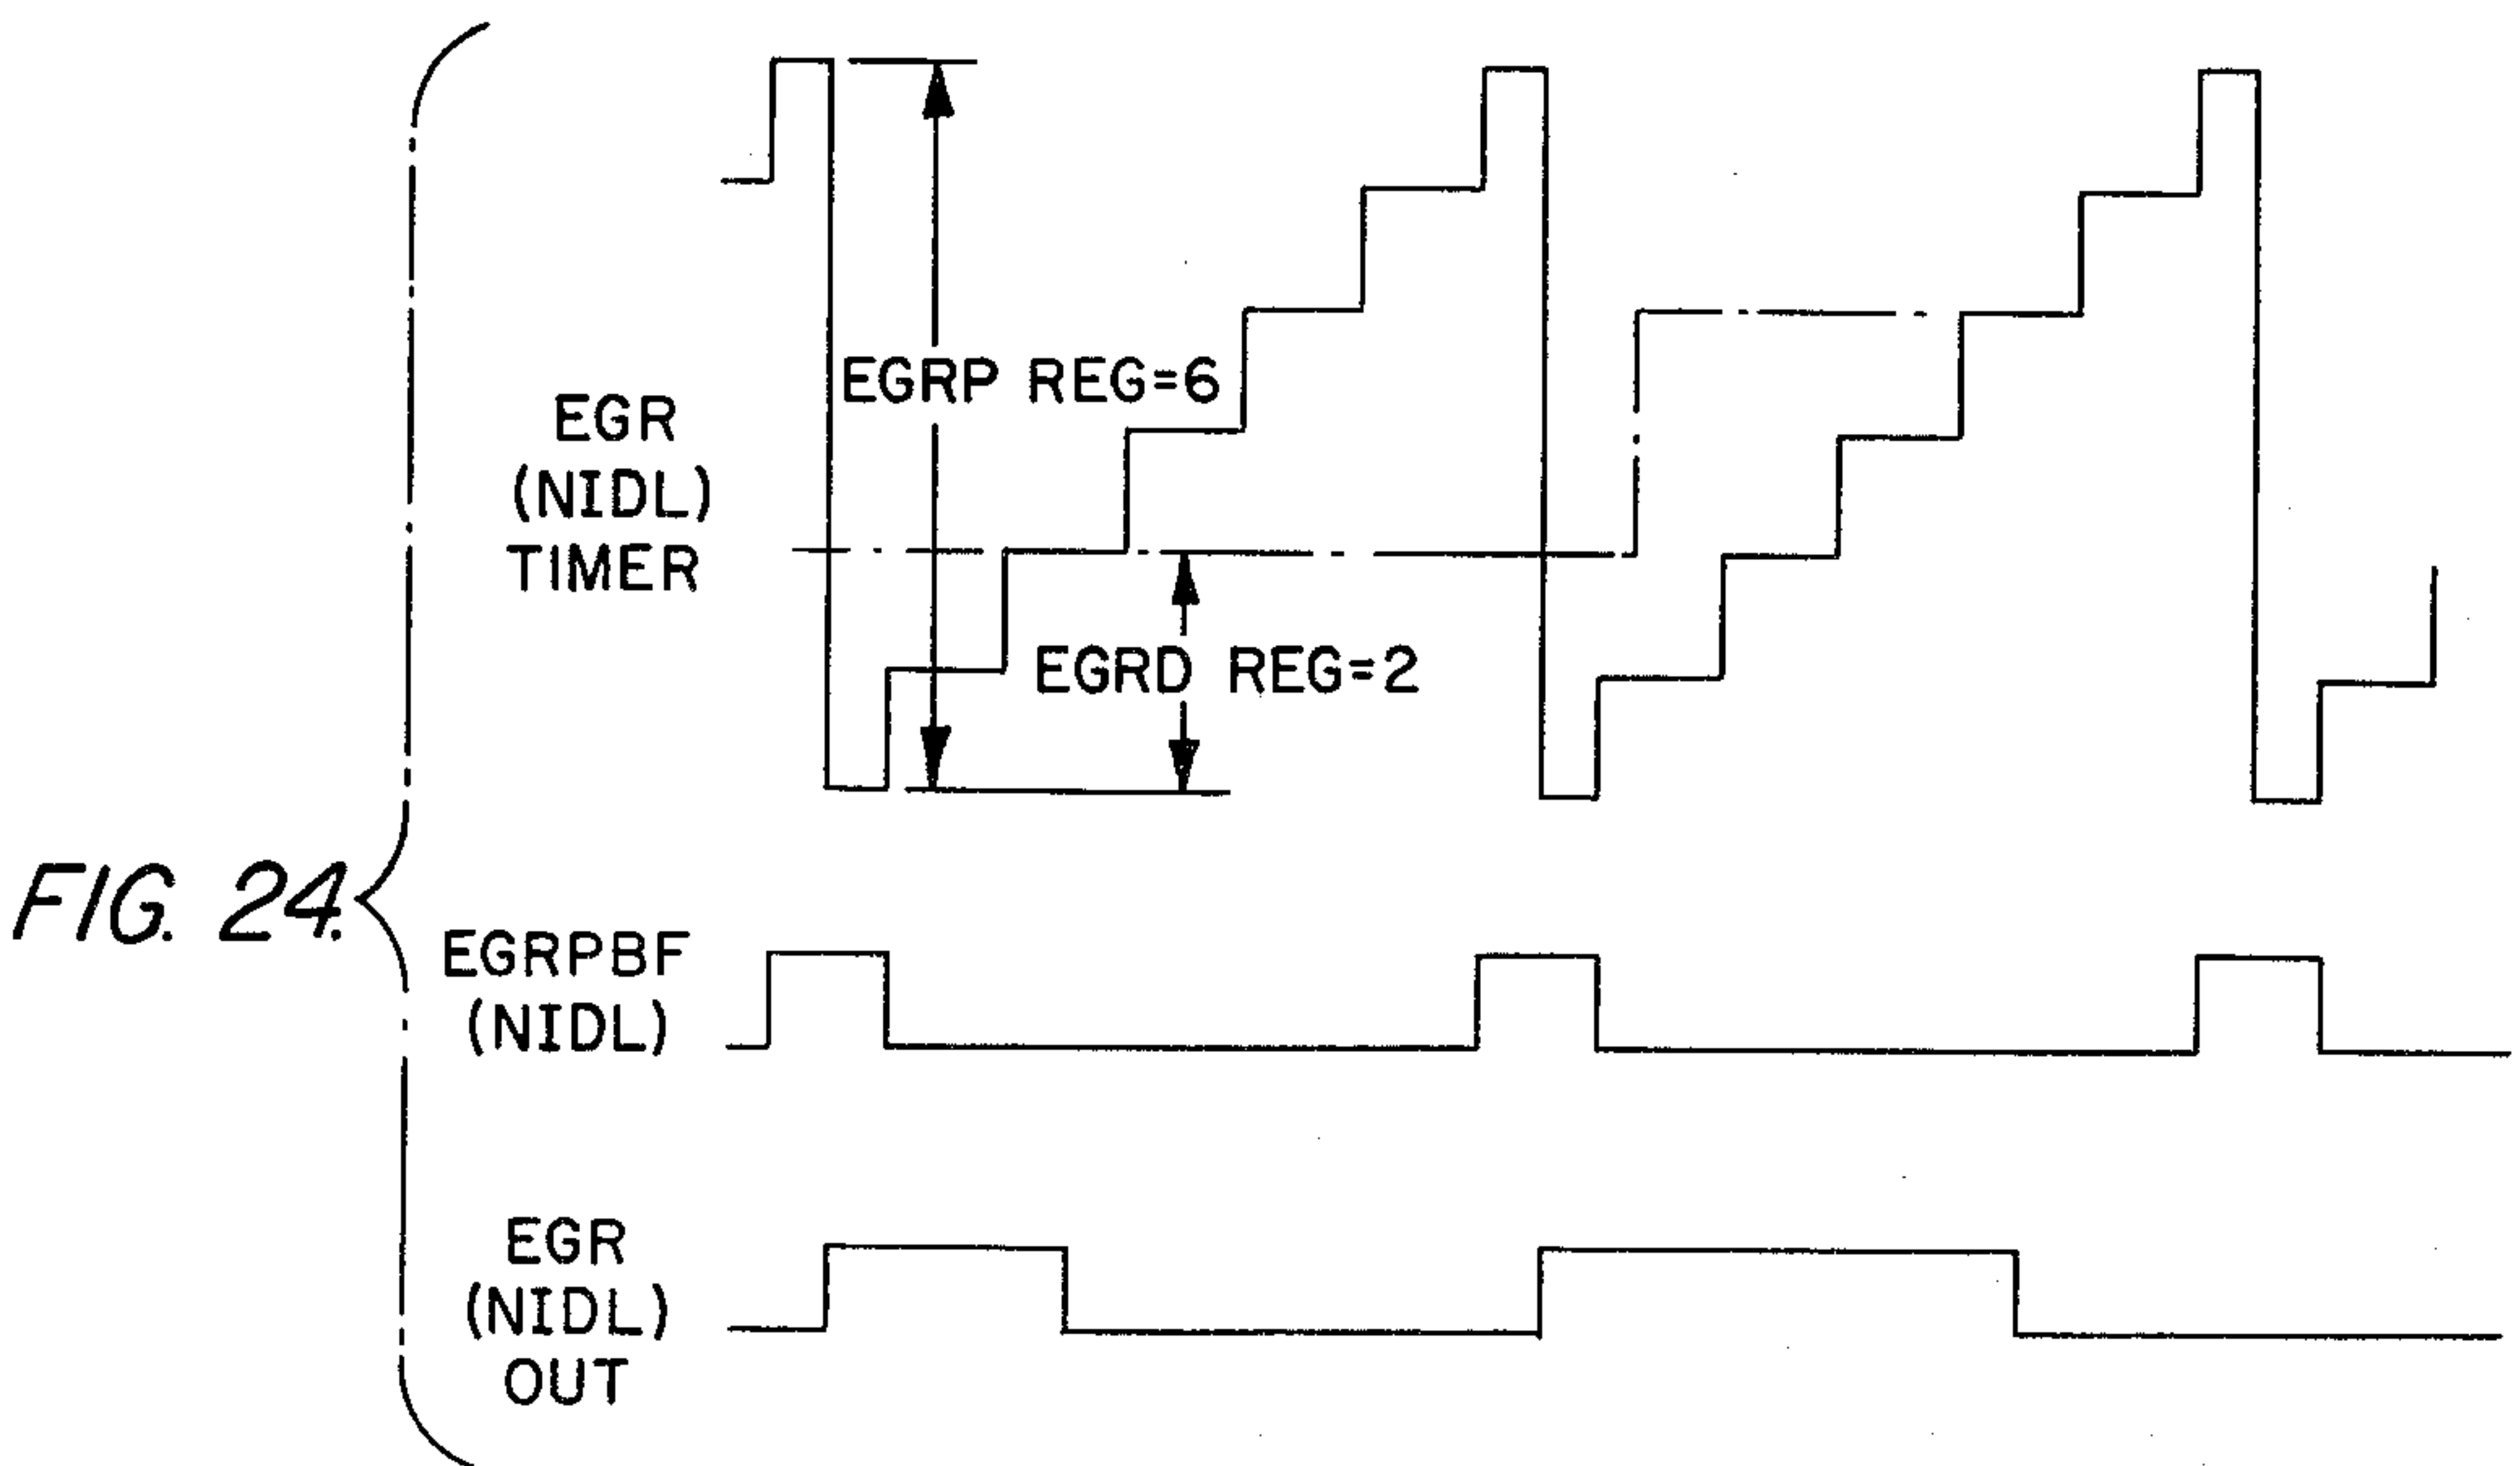 EGR
(NIDL)
TIMER
EGRP REG=6
EGRD REG=2
FIG. 24.
EGRPBF
(NIDL)
EGR
(NIDL)
OUT